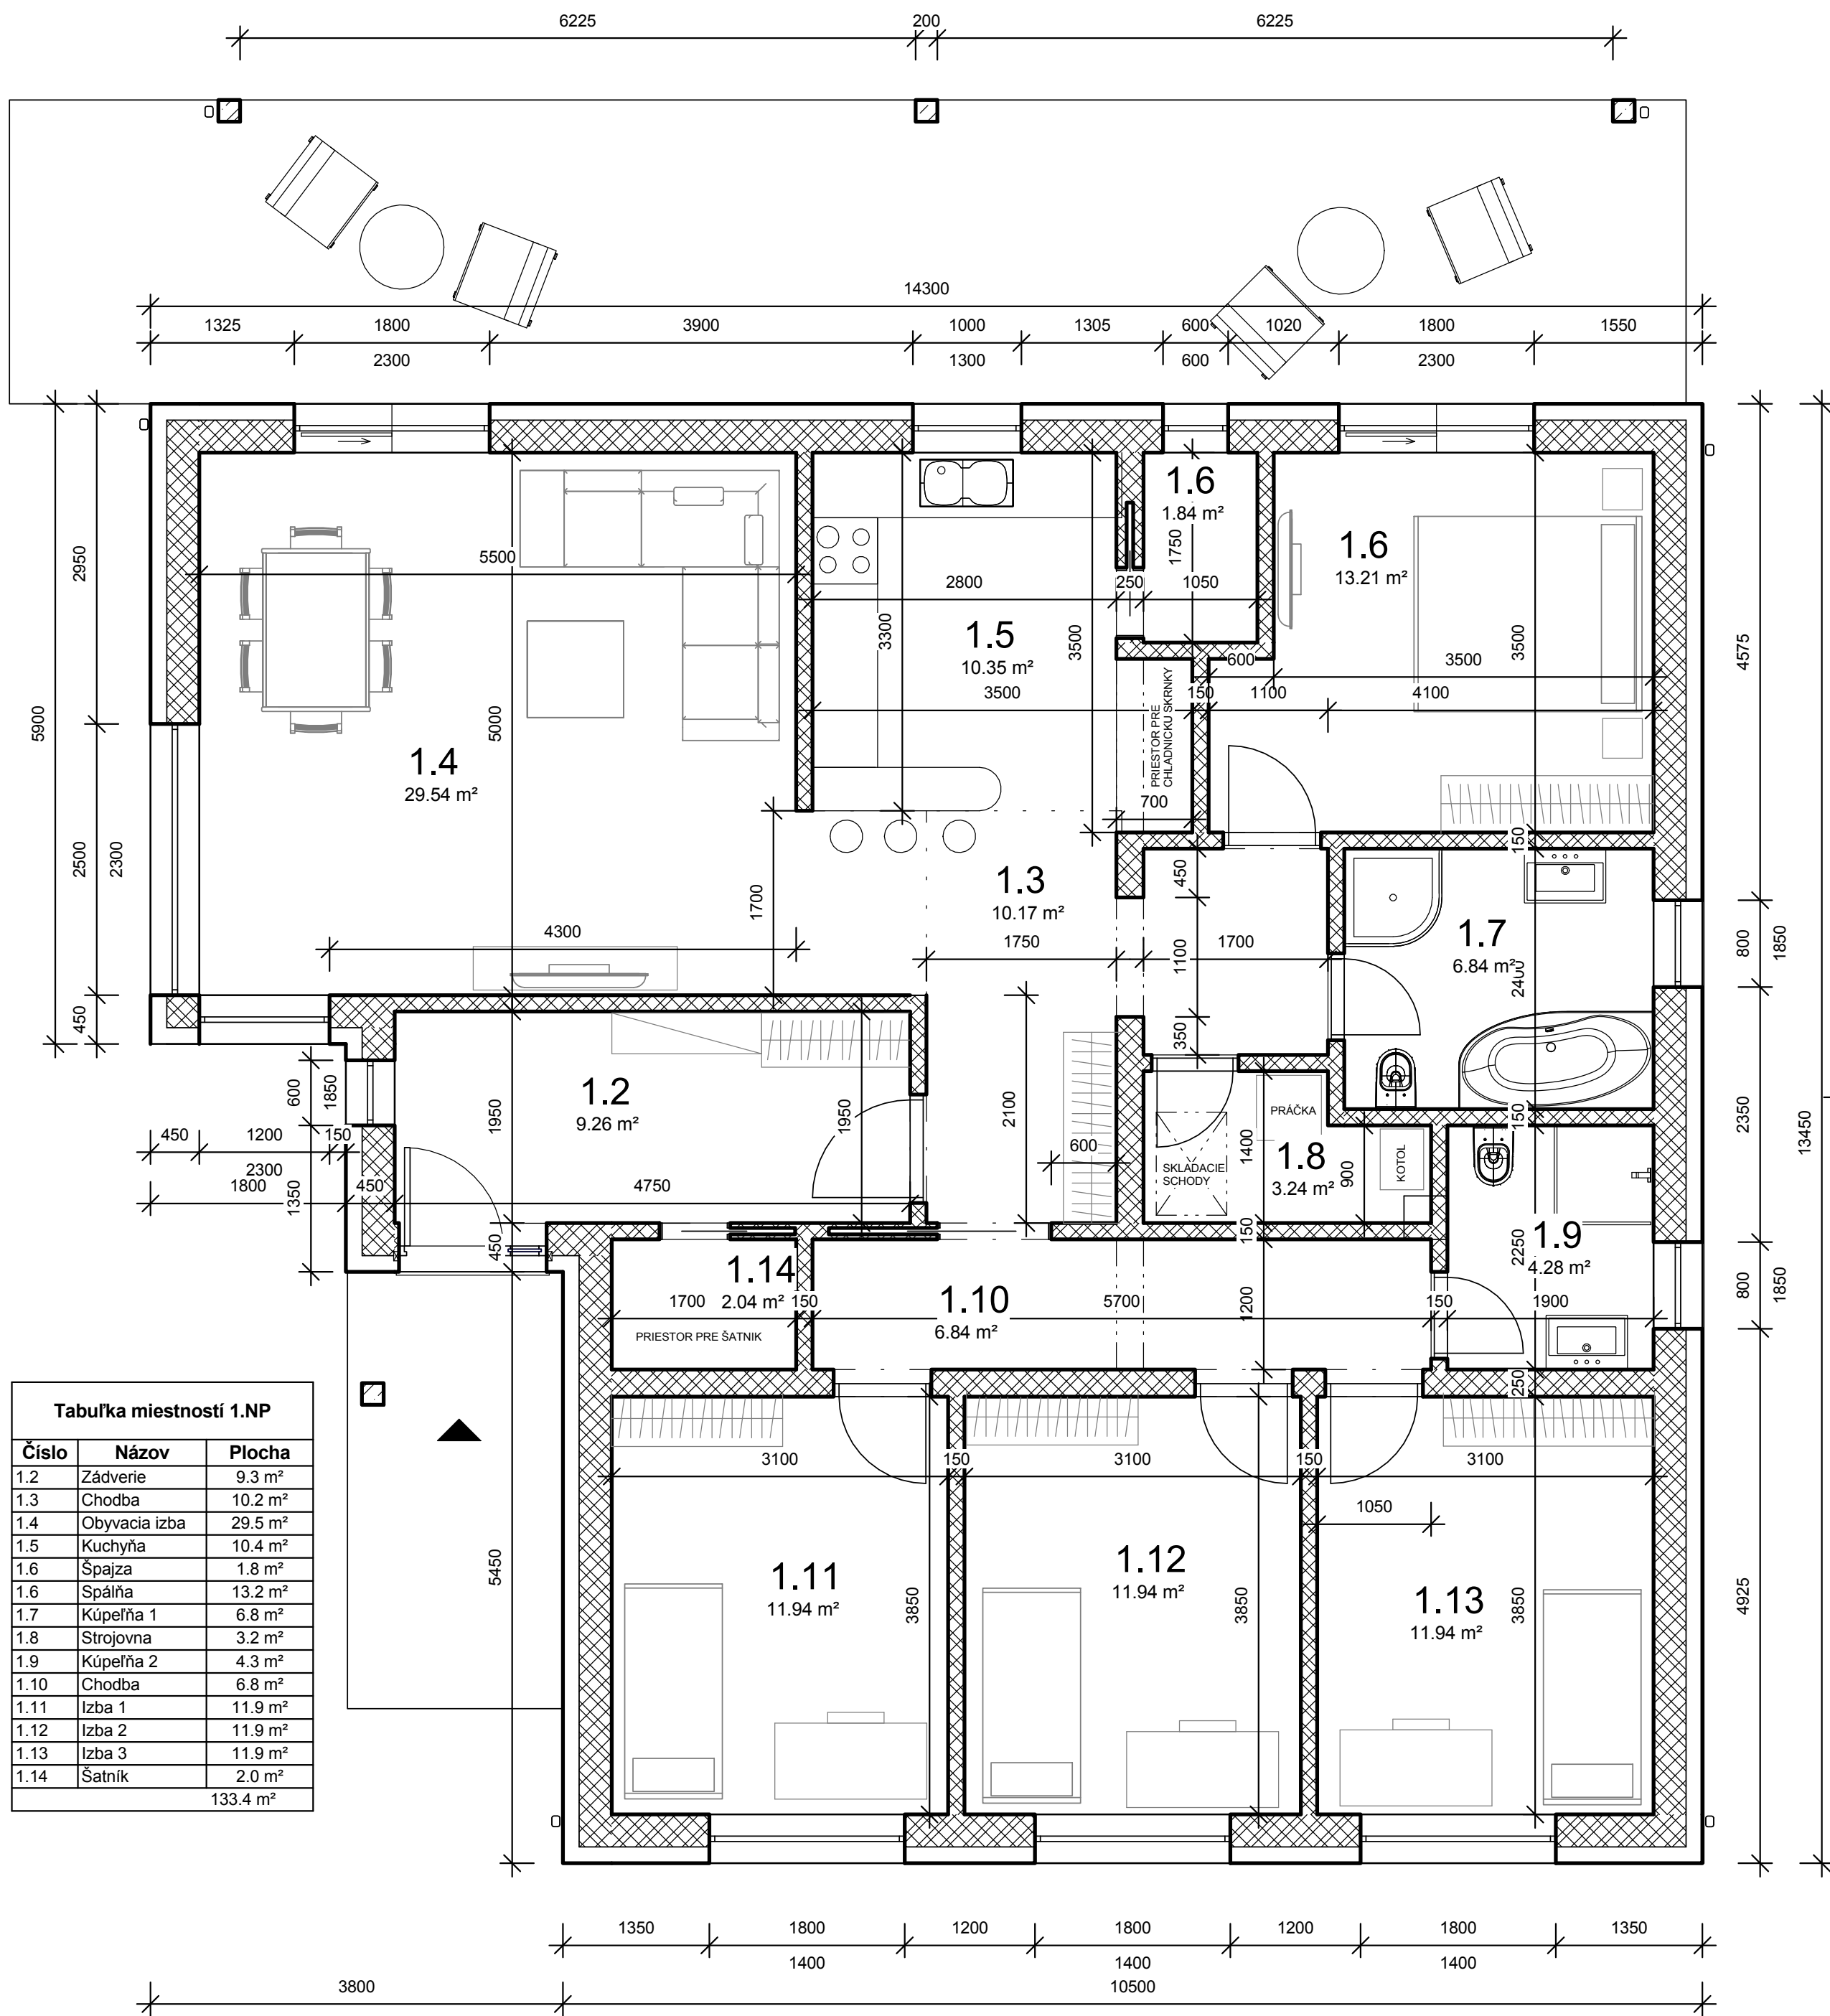 6225 200 6225
14300
1325 1800 3900 1000 1305 600 1020 1800 1550
2300 1300 600 2300
5900
2950
2500
2300
450
5500
5000
1.4
29.54 m²
4300
1700
2800
250
1050
3300
1.5
10.35 m²
3500
3500
1.6
1.84 m²
1750
1.6
13.21 m²
600
3500
3500
150
1100
4100
PRIESTOR PRE
CHLADNICKU SKRNKY
700
1.3
10.17 m²
1750
1700
450
1100
350
150
1.7
6.84 m²
2400
4575
800
1850
2350
13450
800
1850
4925
600
1850
450 1200 150
2300
1800 450
1350
1.2
9.26 m²
1950
1950
4750
450
2100
600
PRÁČKA
SKLADACIE
SCHODY
1400
1.8
3.24 m²
900
KOTOL
150
150
1.9
4.28 m²
2250
1.14
2.04 m²
1700
150
PRIESTOR PRE ŠATNIK
1.10
6.84 m²
5700
1200
150
1900
250
3100 150 3100 150 3100
1050
5450
1.11
11.94 m²
3850
1.12
11.94 m²
3850
1.13
11.94 m²
3850
Tabuľka miestností 1.NP
Číslo Názov Plocha
1.2 Zádverie 9.3 m²
1.3 Chodba 10.2 m²
1.4 Obyvacia izba 29.5 m²
1.5 Kuchyňa 10.4 m²
1.6 Špajza 1.8 m²
1.6 Spálňa 13.2 m²
1.7 Kúpeľňa 1 6.8 m²
1.8 Strojovna 3.2 m²
1.9 Kúpeľňa 2 4.3 m²
1.10 Chodba 6.8 m²
1.11 Izba 1 11.9 m²
1.12 Izba 2 11.9 m²
1.13 Izba 3 11.9 m²
1.14 Šatník 2.0 m²
133.4 m²
1350 1800 1200 1800 1200 1800 1350
1400 1400 1400
3800 10500